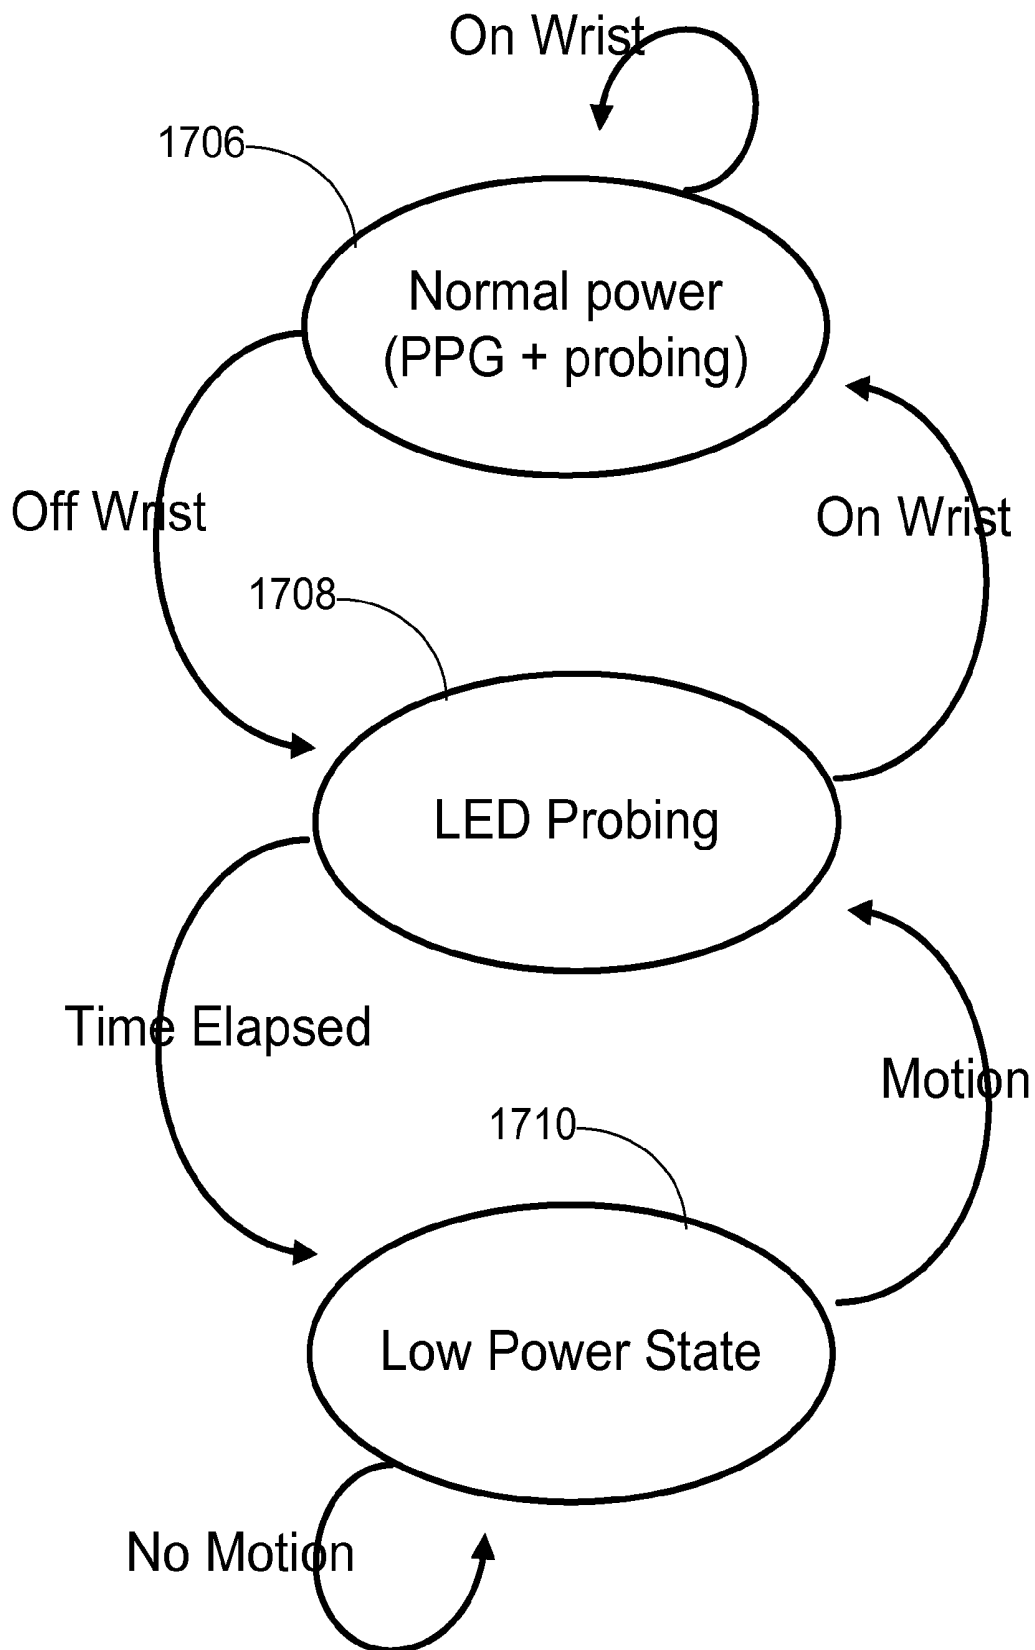 On Wrist
1706
Normal power
(PPG + probing)
Off Wrist
On Wrist
1708
LED Probing
Time Elapsed
Motion
1710
Low Power State
No Motion